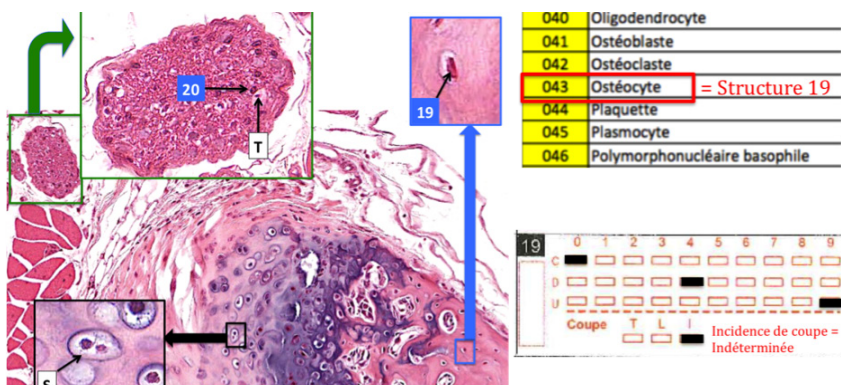 20
T
19
S
040 Oligodendrocyte
041 Ostéoblaste
042 Ostéoclaste
043 Ostéocyte = Structure 19
044 Plaquette
045 Plasmocyte
046 Polymorphonucléaire basophile
19 0 1 2 3 4 5 6 7 8 9
C
D
U
Coupe T L I
Incidence de coupe =
Indéterminée